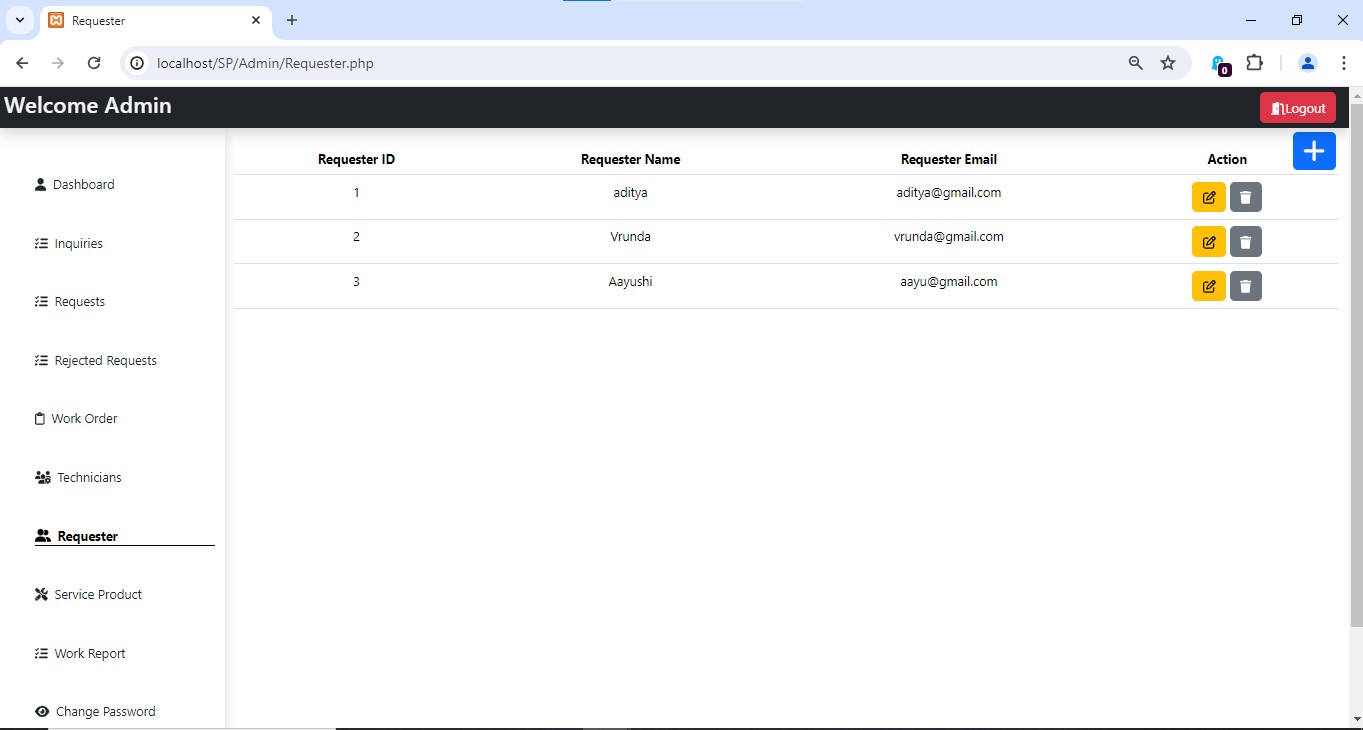 Requester
localhost/SP/Admin/Requester.php
0
Welcome Admin
Logout
Dashboard
Inquiries
Requests
Rejected Requests
Work Order
Technicians
Requester
Service Product
Work Report
Change Password
Requester ID Requester Name Requester Email Action
1 aditya aditya@gmail.com
2 Vrunda vrunda@gmail.com
3 Aayushi aayu@gmail.com